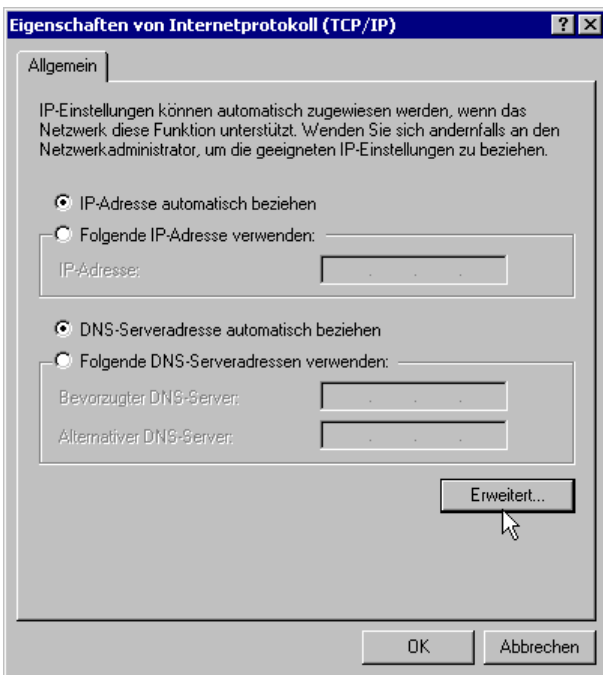 Eigenschaften von Internetprotokoll (TCP/IP)
Allgemein
IP-Einstellungen können automatisch zugewiesen werden, wenn das
Netzwerk diese Funktion unterstützt. Wenden Sie sich andernfalls an den
Netzwerkadministrator, um die geeigneten IP-Einstellungen zu beziehen.
IP-Adresse automatisch beziehen
Folgende IP-Adresse verwenden:
IP-Adresse:
DNS-Serveradresse automatisch beziehen
Folgende DNS-Serveradressen verwenden:
Bevorzugter DNS-Server:
Alternativer DNS-Server:
Erweitert...
OK Abbrechen